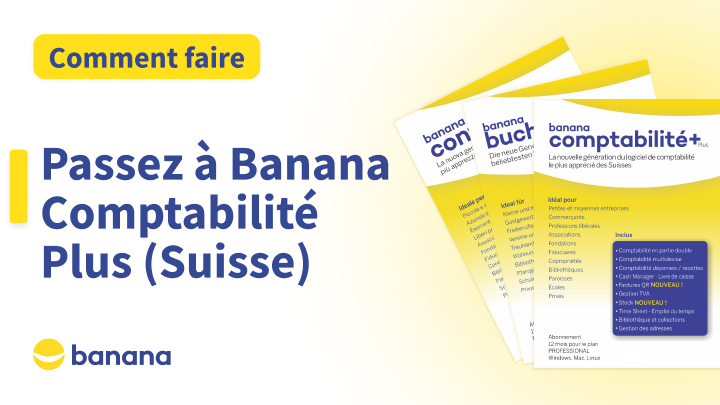 Comment faire
Passez à Banana
Comptabilité
Plus (Suisse)
banana
banana
con
La nuova gen
più apprezza
Ideale per
banana
buch
Die neue Gene
beliebtesten
Ideal für
banana
comptabilité+
Plus
La nouvelle génération du logiciel de comptabilité
le plus apprécié des Suisses
Idéal pour
Petites et moyennes entreprises
Commerçants
Professions libérales
Associations
Fondations
Fiduciaires
Copropriétés
Bibliothèques
Paroisses
Écoles
Privés
Inclus
• Comptabilité en partie double
• Comptabilité multidevise
• Comptabilité dépenses / recettes
• Cash Manager - Livre de caisse
• Factures QR NOUVEAU !
• Gestion TVA
• Stock NOUVEAU !
• Time Sheet - Emploi du temps
• Bibliothèque et collections
• Gestion des adresses
Abonnement
12 mois pour le plan
PROFESSIONAL
Windows, Mac, Linux